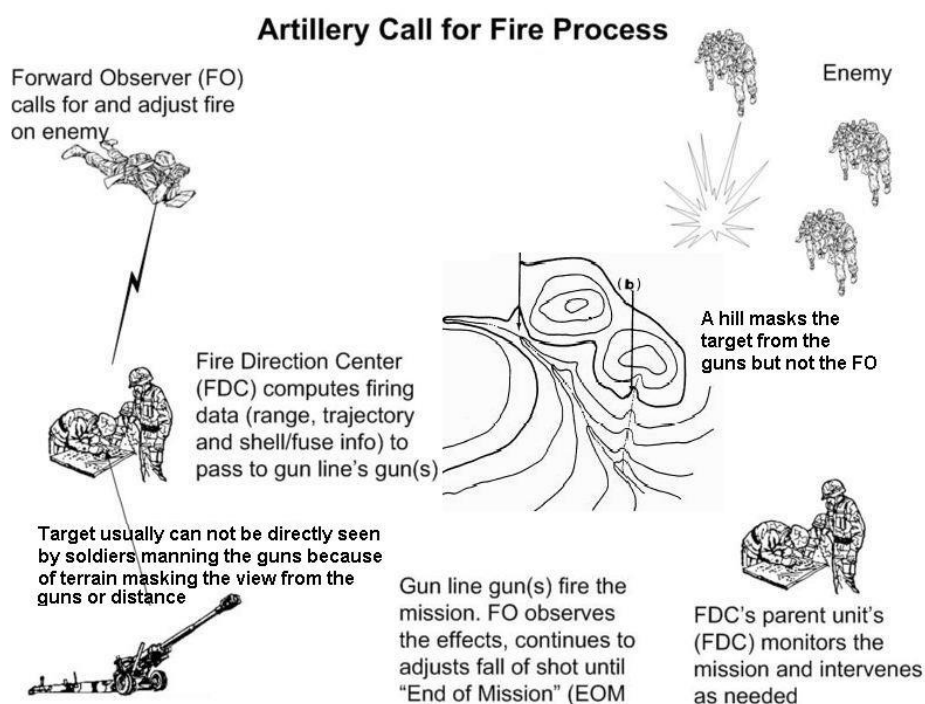 Artillery Call for Fire Process
Forward Observer (FO)
calls for and adjust fire
on enemy
Enemy
(b)
A hill masks the
target from the
guns but not the FO
Fire Direction Center
(FDC) computes firing
data (range, trajectory
and shell/fuse info) to
pass to gun line's gun(s)
Target usually can not be directly seen
by soldiers manning the guns because
of terrain masking the view from the
guns or distance
Gun line gun(s) fire the
mission. FO observes
the effects, continues to
adjusts fall of shot until
“End of Mission” (EOM
FDC's parent unit's
(FDC) monitors the
mission and intervenes
as needed